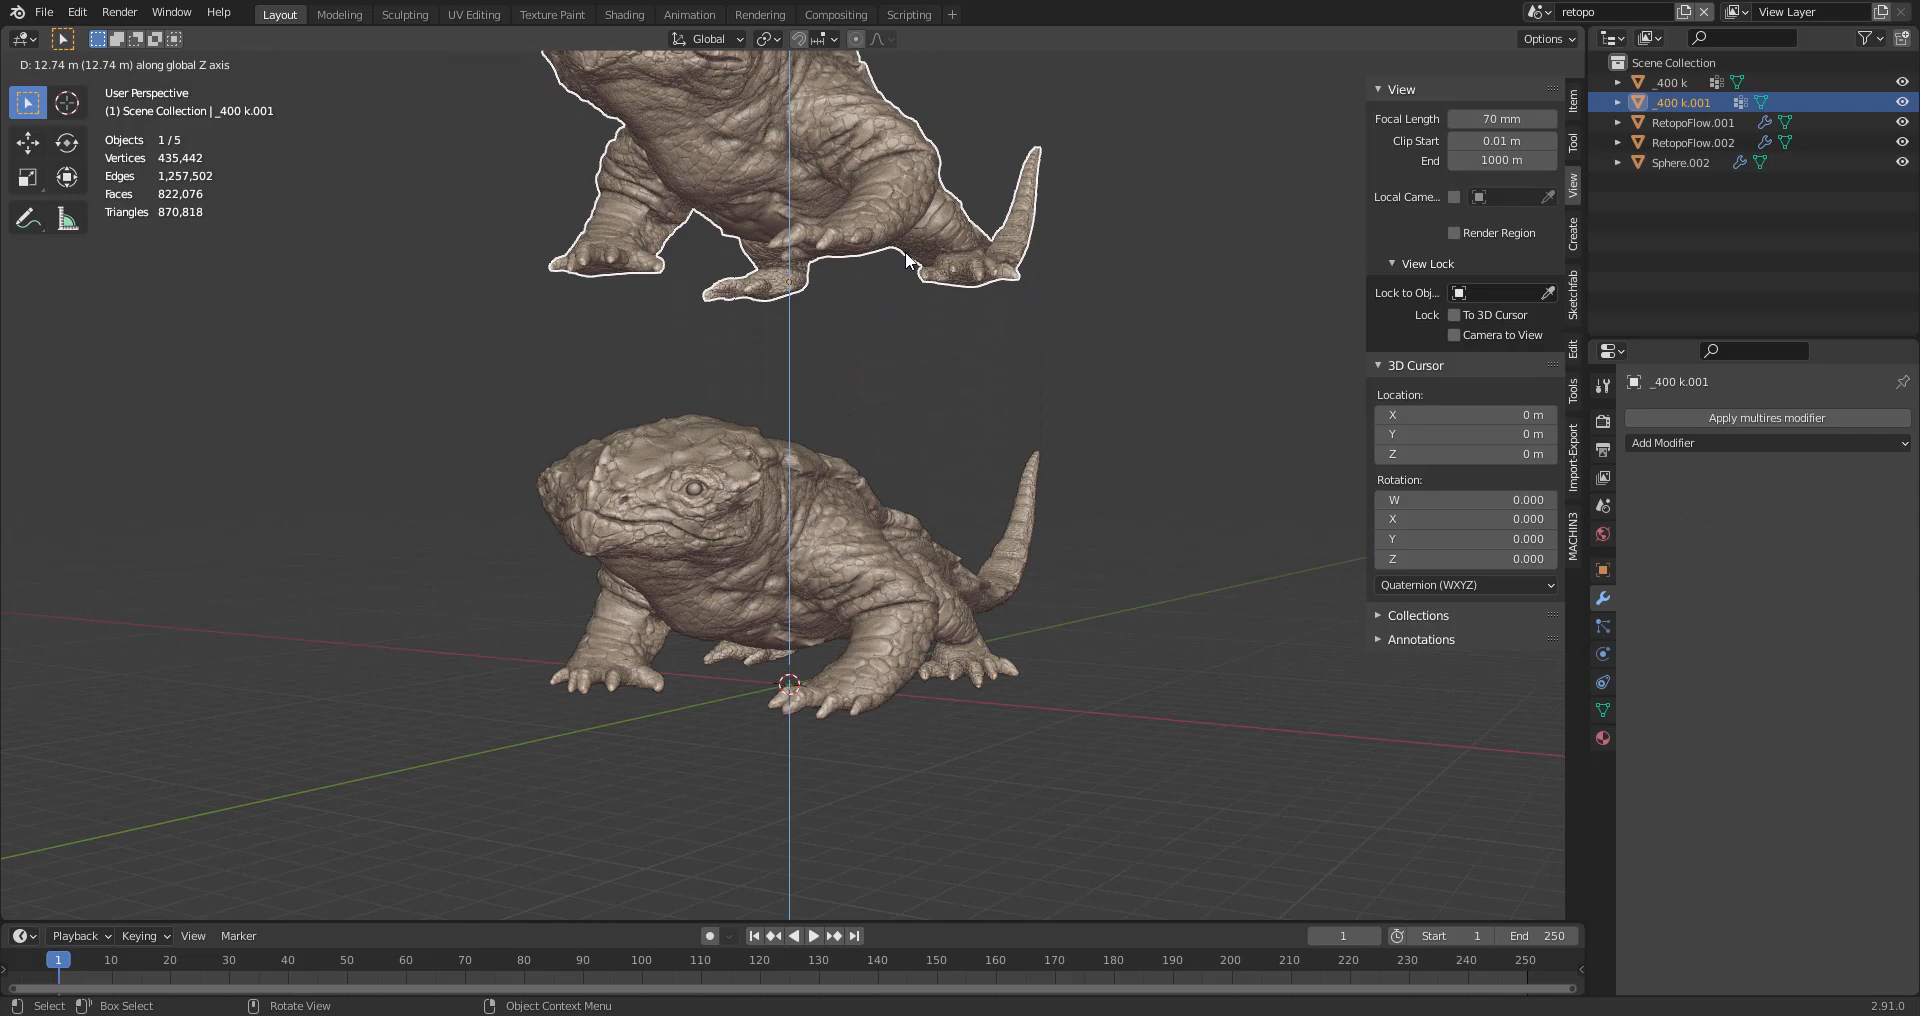 File Edit Render Window Help
Layout Modeling Sculpting UV Editing Texture Paint Shading Animation Rendering Compositing Scripting +
retopo
View Layer
Global
Options
D: 12.74 m (12.74 m) along global Z axis
User Perspective
(1) Scene Collection | _400 k.001
Objects 1 / 5
Vertices 435,442
Edges 1,257,502
Faces 822,076
Triangles 870,818
View
Focal Length 70 mm
Clip Start 0.01 m
End 1000 m
Local Came...
Render Region
View Lock
Lock to Obj...
Lock To 3D Cursor
Camera to View
3D Cursor
Location:
X 0 m
Y 0 m
Z 0 m
Rotation:
W 0.000
X 0.000
Y 0.000
Z 0.000
Quaternion (WXYZ)
Collections
Annotations
Item
Tool
View
Create
Sketchfab
Edit
Tools
Import-Export
MACHIN3
Scene Collection
_400 k
_400 k.001
RetopoFlow.001
RetopoFlow.002
Sphere.002
_400 k.001
Apply multires modifier
Add Modifier
Playback Keying View Marker
1
Start 1
End 250
1 10 20 30 40 50 60 70 80 90 100 110 120 130 140 150 160 170 180 190 200 210 220 230 240 250
Select Box Select Rotate View Object Context Menu
2.91.0